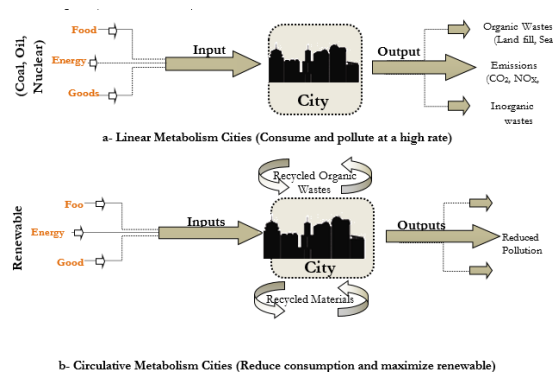 (Coal, Oil,
Nuclear)
Food
Energy
Goods
Input
City
Output
Organic Wastes
(Land fill, Sea
Emissions
(CO₂, NOx,
Inorganic
wastes
a- Linear Metabolism Cities (Consume and pollute at a high rate)
Recycled Organic
Wastes
Renewable
Foo
Energy
Good
Inputs
City
Outputs
Reduced
Pollution
Recycled Materials
b- Circulative Metabolism Cities (Reduce consumption and maximize renewable)